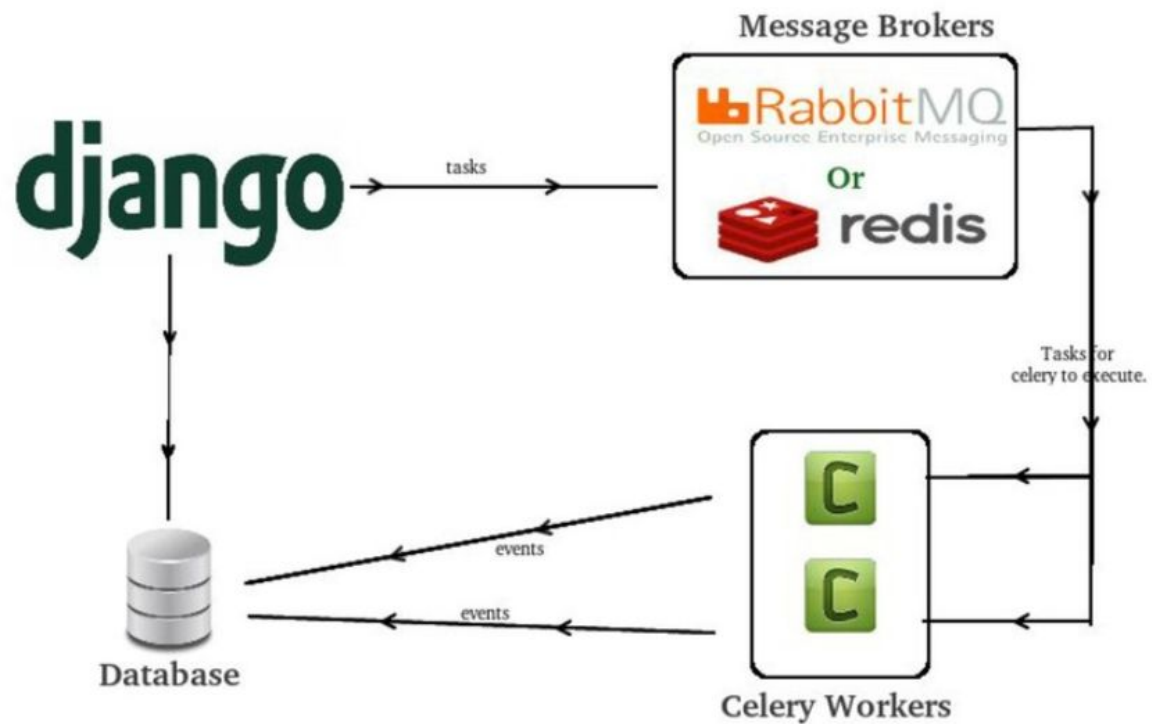 Message Brokers
RabbitMQ
Open Source Enterprise Messaging
django
tasks
Or
redis
Tasks for
celery to execute.
C
events
C
events
Database
Celery Workers